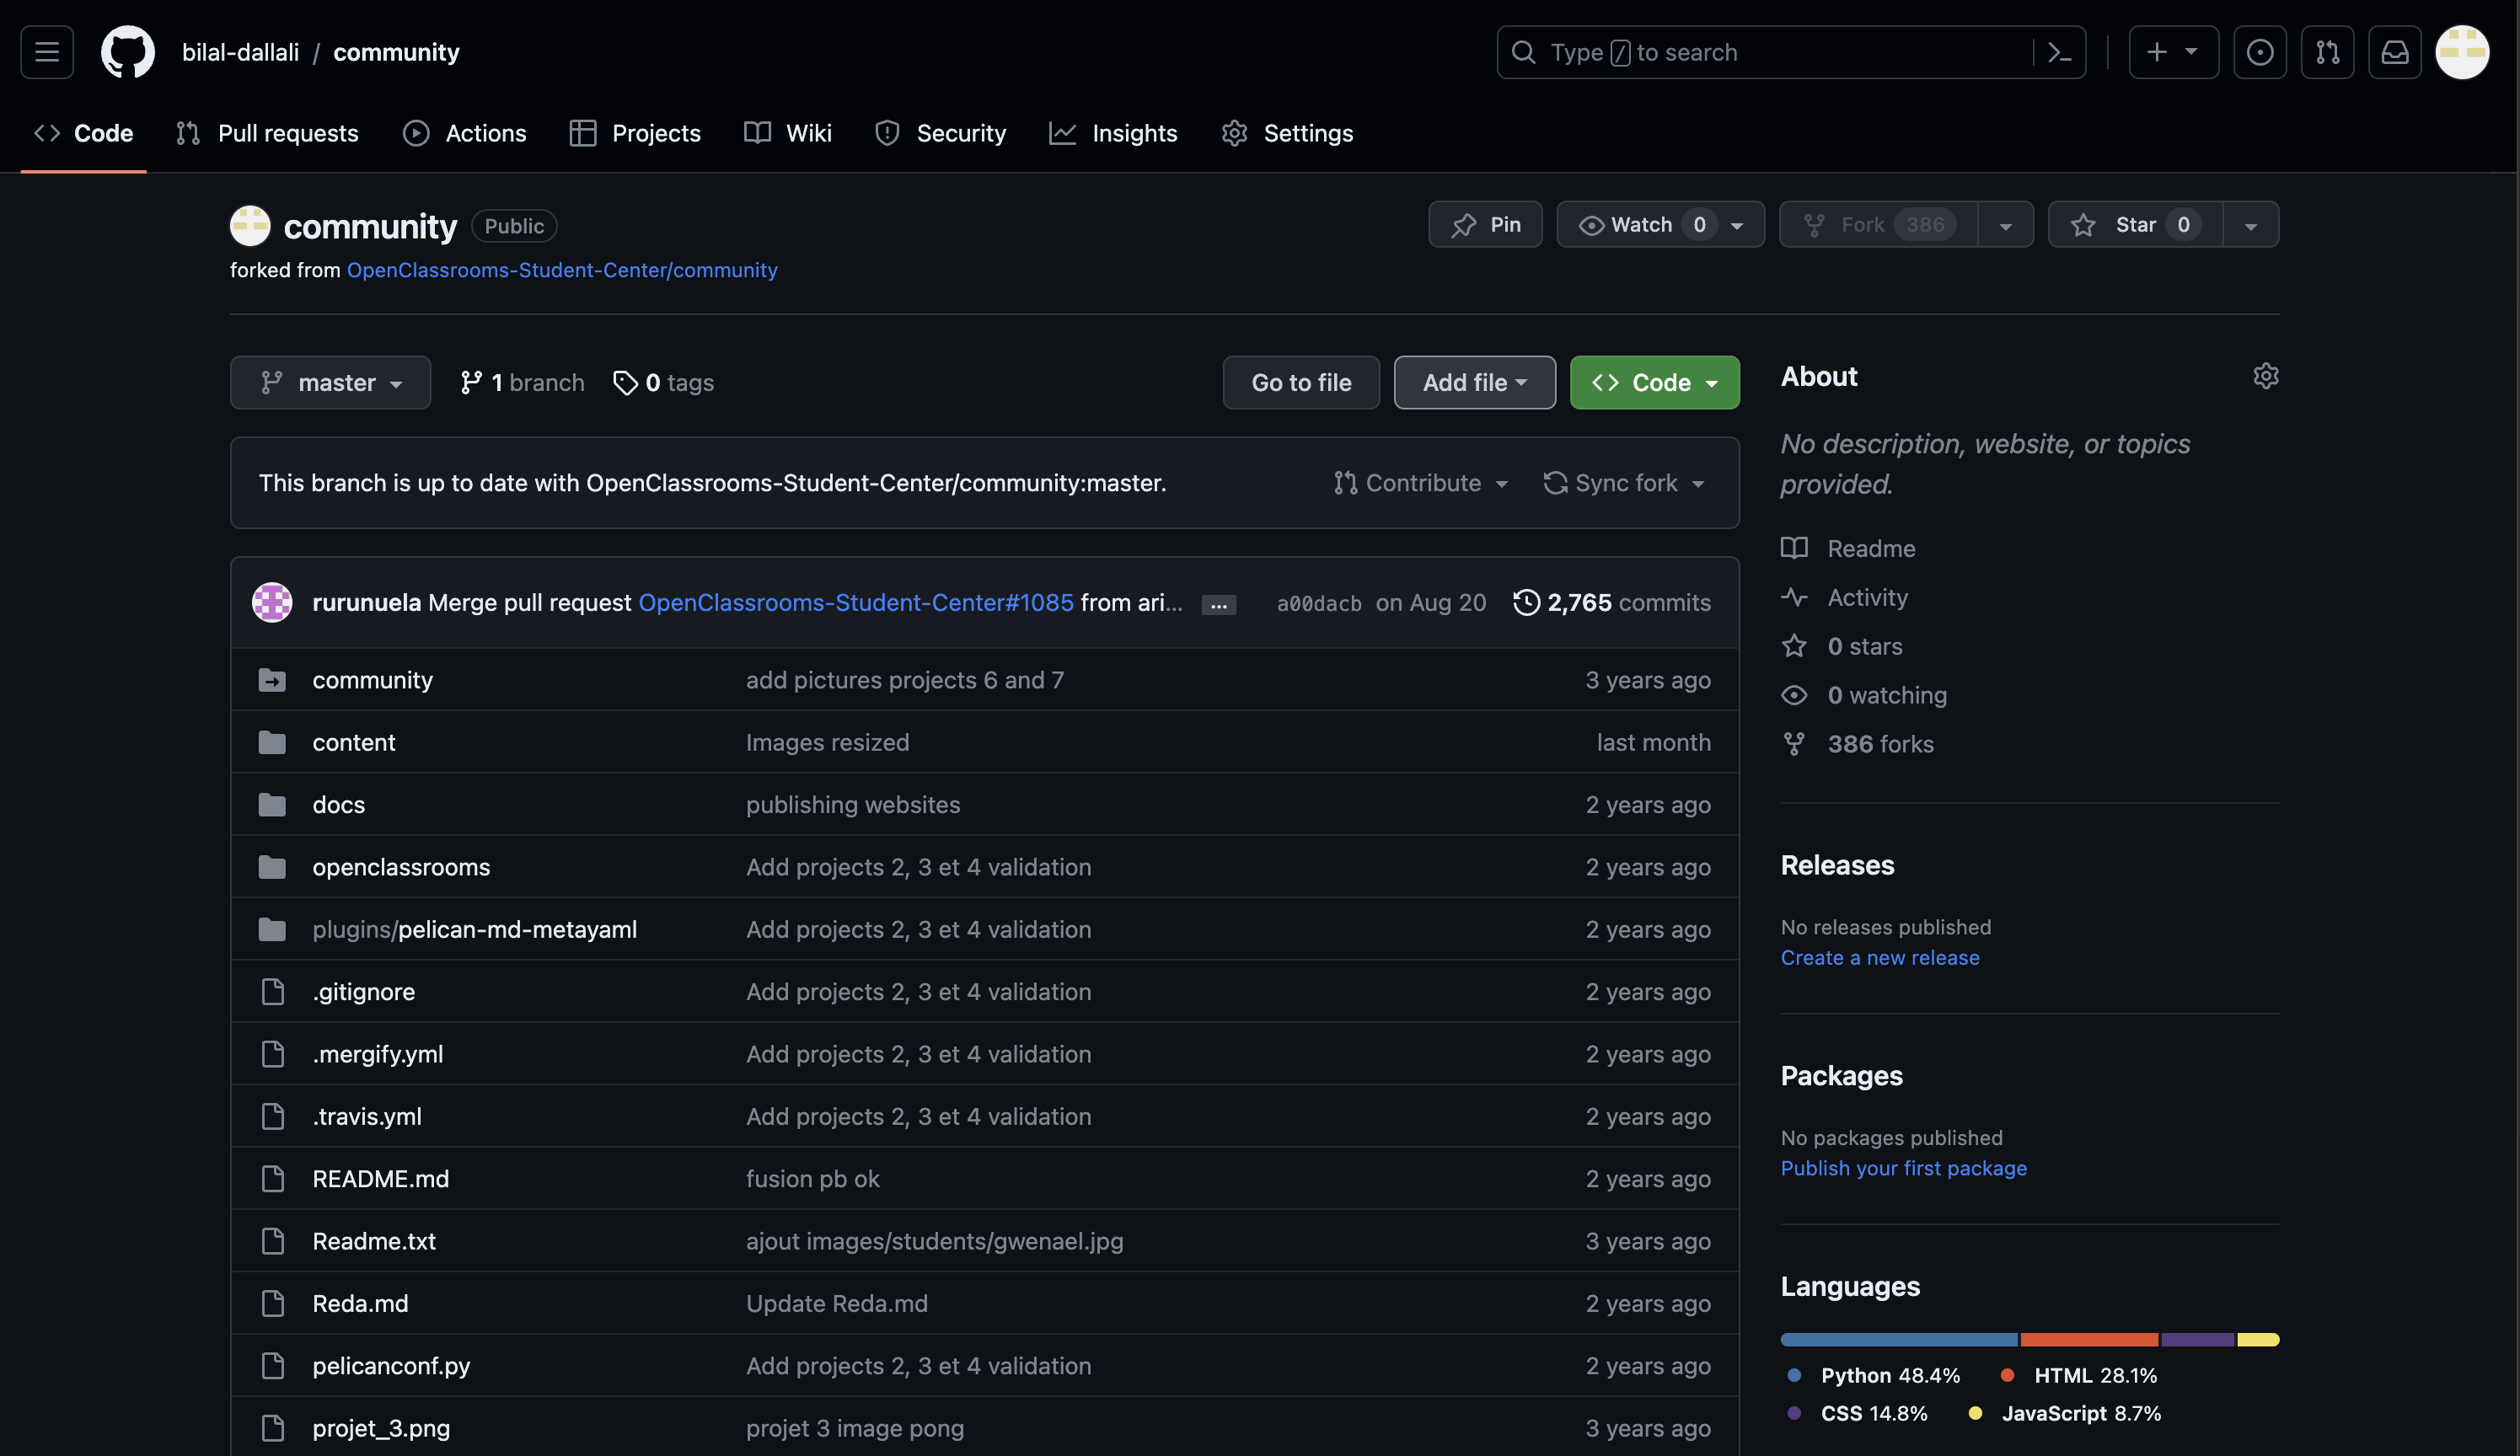 bilal-dallali / community
Type / to search
Code Pull requests Actions Projects Wiki Security Insights Settings
community Public
Pin Watch 0 Fork 386 Star 0
forked from OpenClassrooms-Student-Center/community
master 1 branch 0 tags Go to file Add file Code
This branch is up to date with OpenClassrooms-Student-Center/community:master. Contribute Sync fork
rurunuela Merge pull request OpenClassrooms-Student-Center#1085 from ari... ... a00dacb on Aug 20 2,765 commits
community add pictures projects 6 and 7 3 years ago
content Images resized last month
docs publishing websites 2 years ago
openclassrooms Add projects 2, 3 et 4 validation 2 years ago
plugins/pelican-md-metayaml Add projects 2, 3 et 4 validation 2 years ago
.gitignore Add projects 2, 3 et 4 validation 2 years ago
.mergify.yml Add projects 2, 3 et 4 validation 2 years ago
.travis.yml Add projects 2, 3 et 4 validation 2 years ago
README.md fusion pb ok 2 years ago
Readme.txt ajout images/students/gwenael.jpg 3 years ago
Reda.md Update Reda.md 2 years ago
pelicanconf.py Add projects 2, 3 et 4 validation 2 years ago
projet_3.png projet 3 image pong 3 years ago
About
No description, website, or topics
provided.
Readme
Activity
0 stars
0 watching
386 forks
Releases
No releases published
Create a new release
Packages
No packages published
Publish your first package
Languages
Python 48.4% HTML 28.1%
CSS 14.8% JavaScript 8.7%